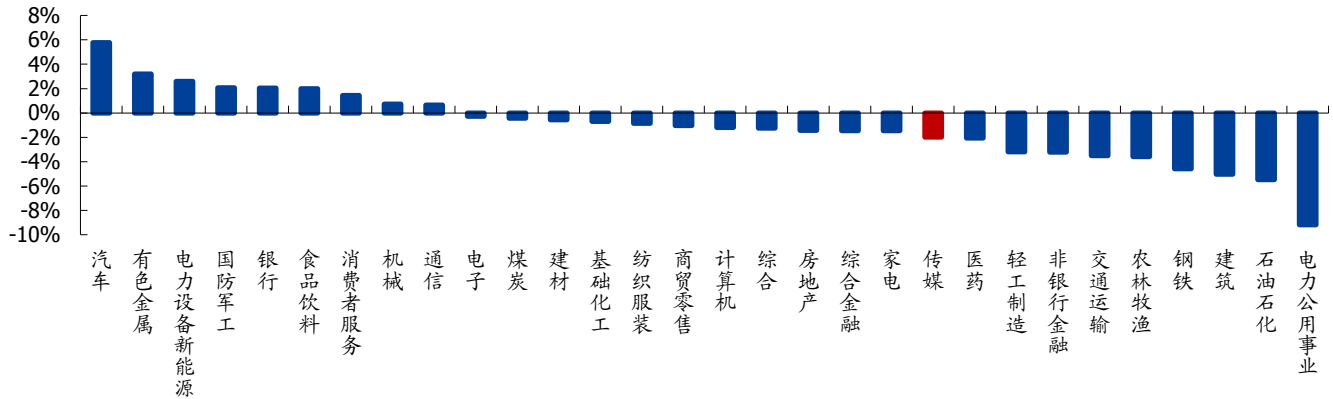 8%
6%
4%
2%
0%
-2%
-4%
-6%
-8%
-10%
汽车
有色金属
电力设备新能源
国防军工
银行
食品饮料
消费者服务
机械
通信
电子
煤炭
建材
基础化工
纺织服装
商贸零售
计算机
综合
房地产
综合金融
家电
传媒
医药
轻工制造
非银行金融
交通运输
农林牧渔
钢铁
建筑
石油石化
电力公用事业